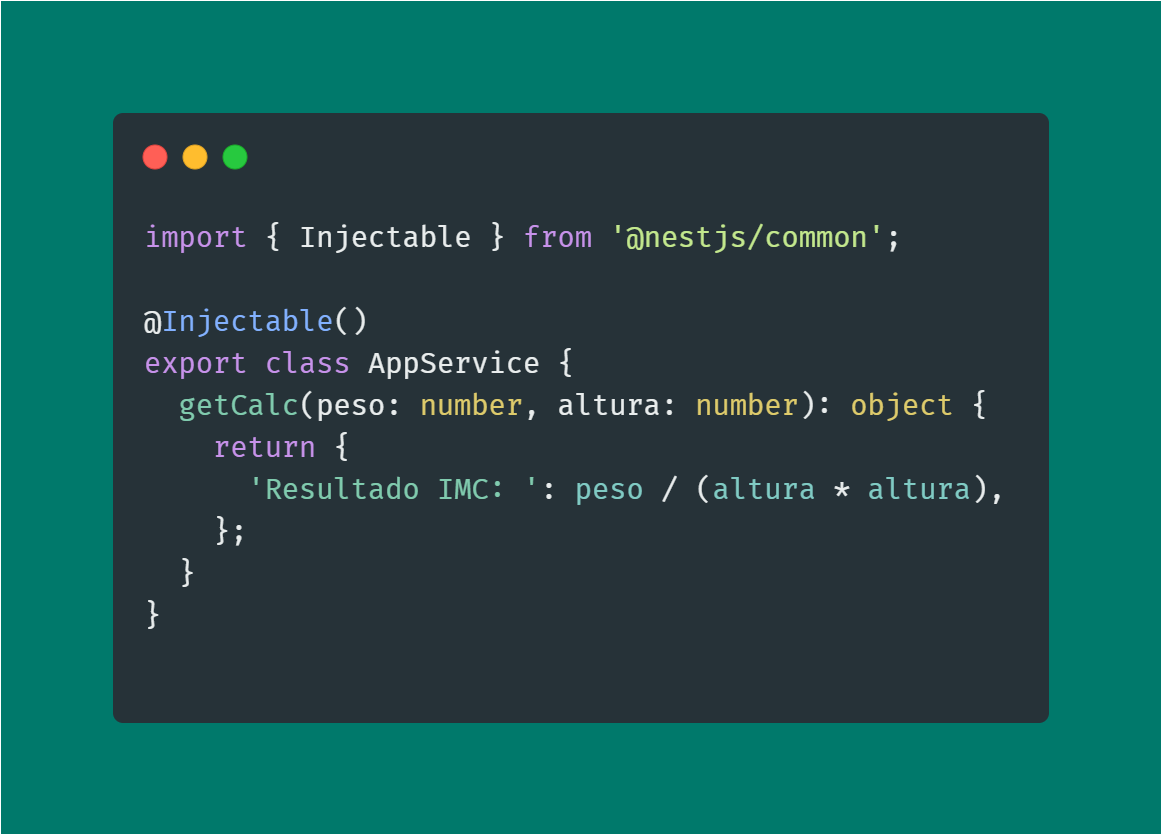 import { Injectable } from '@nestjs/common';

@Injectable()
export class AppService {
  getCalc(peso: number, altura: number): object {
    return {
      'Resultado IMC: ': peso / (altura * altura),
    };
  }
}